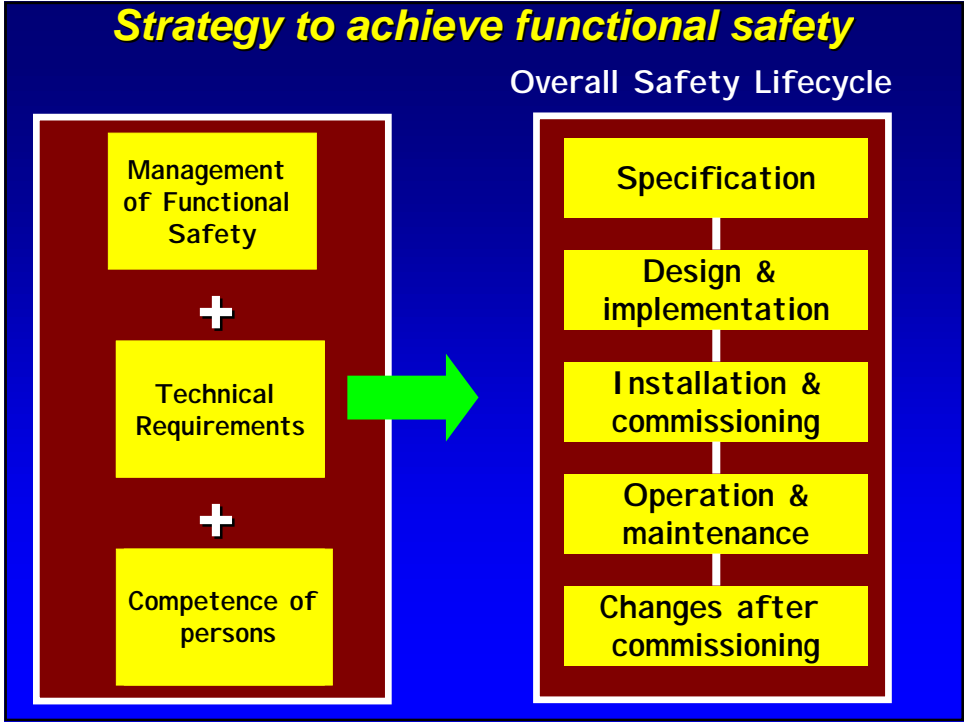 Strategy to achieve functional safety
Overall Safety Lifecycle
Management
of Functional
Safety
+
Technical
Requirements
+
Competence of
persons
Specification
Design &
implementation
Installation &
commissioning
Operation &
maintenance
Changes after
commissioning